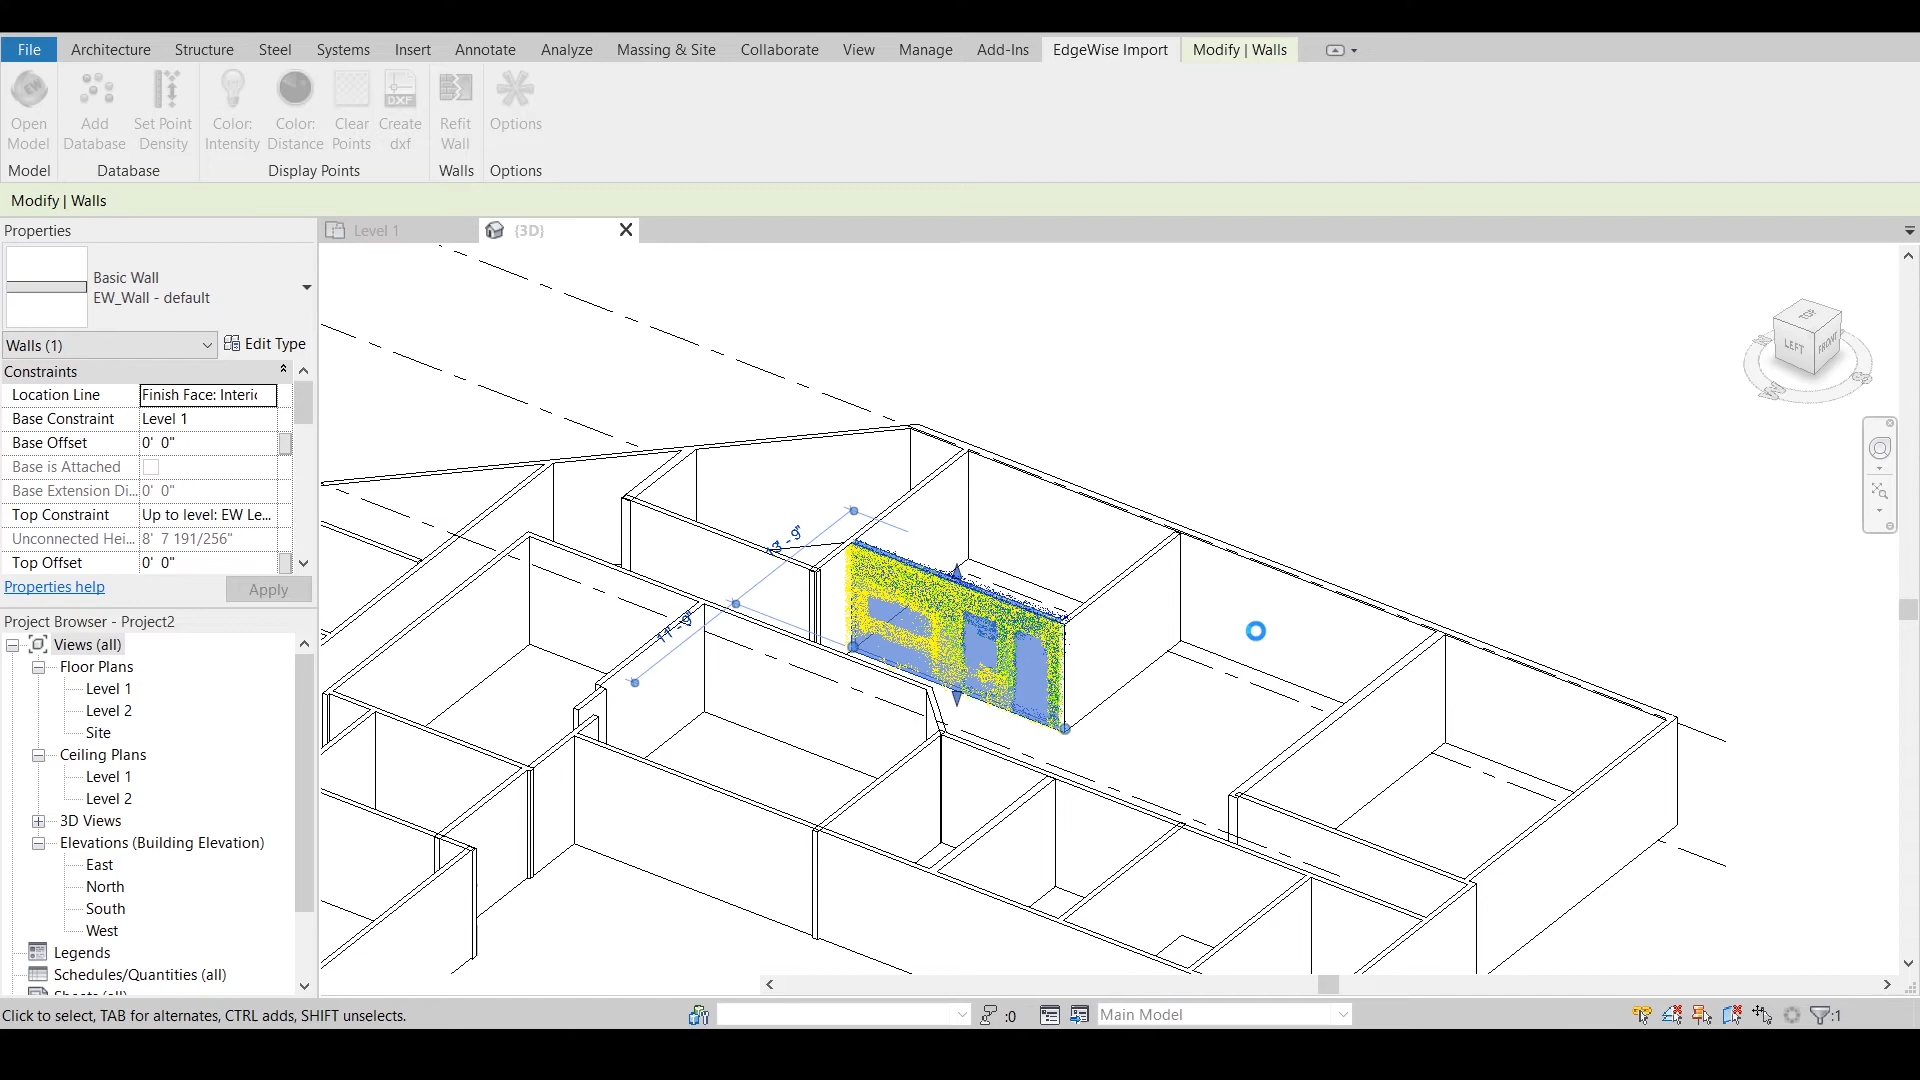 File Architecture Structure Steel Systems Insert Annotate Analyze Massing & Site Collaborate View Manage Add-Ins EdgeWise Import Modify | Walls
Open Model
Add Database
Set Point Density
Color: Intensity
Color: Distance
Clear Points
Create dxf
Refit Wall
Options
DXF
Model Database Display Points Walls Options
Modify | Walls
Properties
Level 1
{3D}
Basic Wall
EW_Wall - default
Walls (1)
Edit Type
Constraints
Location Line Finish Face: Interic
Base Constraint Level 1
Base Offset 0' 0"
Base is Attached
Base Extension Di... 0' 0"
Top Constraint Up to level: EW Le...
Unconnected Hei... 8' 7 191/256"
Top Offset 0' 0"
Properties help
Apply
Project Browser - Project2
Views (all)
Floor Plans
Level 1
Level 2
Site
Ceiling Plans
Level 1
Level 2
3D Views
Elevations (Building Elevation)
East
North
South
West
Legends
Schedules/Quantities (all)
TOP
LEFT
FRONT
11' - 9"
Click to select, TAB for alternates, CTRL adds, SHIFT unselects.
:0
Main Model
:1